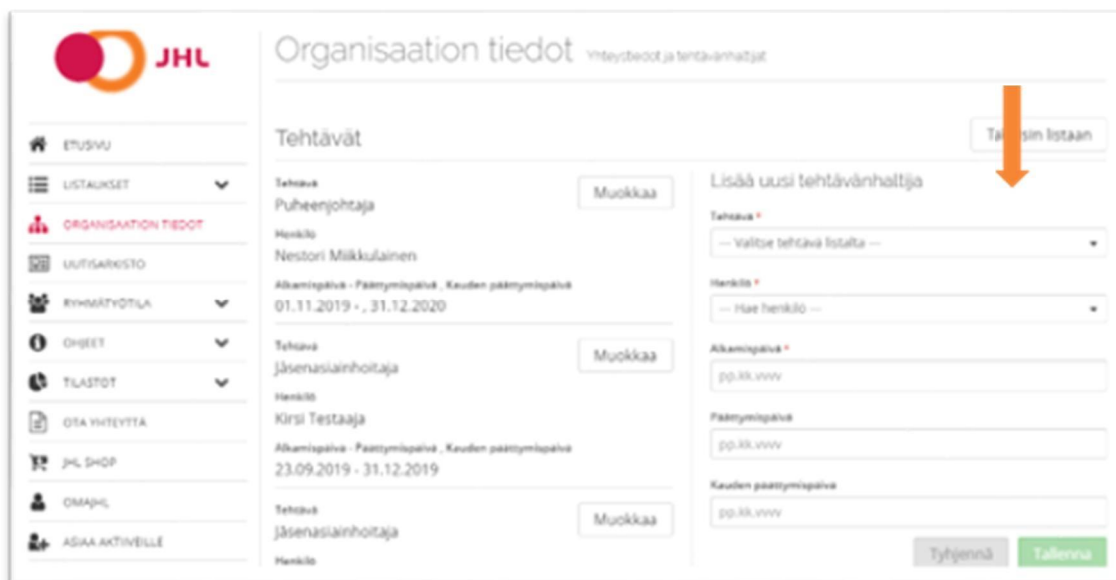 JHL
Organisaation tiedot Yhteystiedot ja tehtävänhaltijat
ETUSIVU
LISTAUKSET
ORGANISAATION TIEDOT
UUTISARKISTO
RYHMÄTYÖTILA
OHJEET
TILASTOT
OTA YHTEYTTÄ
JHL SHOP
OMAJHL
ASIAA AKTIIVEILLE
Tehtävät
listaan
Tehtävä
Puheenjohtaja
Muokkaa
Henkilö
Nestori Miikkulainen
Alkamispäivä - Päättymispäivä , Kauden päättymispäivä
01.11.2019 - , 31.12.2020
Tehtävä
Jäsenasiainhoitaja
Muokkaa
Henkilö
Kirsi Testaaja
Alkamispäivä - Päättymispäivä , Kauden päättymispäivä
23.09.2019 - 31.12.2019
Tehtävä
Jäsenasiainhoitaja
Muokkaa
Henkilö
Lisää uusi tehtävänhaltija
Tehtävä *
--- Valitse tehtävä listalta ---
Henkilö *
--- Hae henkilö ---
Alkamispäivä *
pp.kk.vvvv
Päättymispäivä
pp.kk.vvvv
Kauden päättymispäivä
pp.kk.vvvv
Tyhjennä
Tallenna